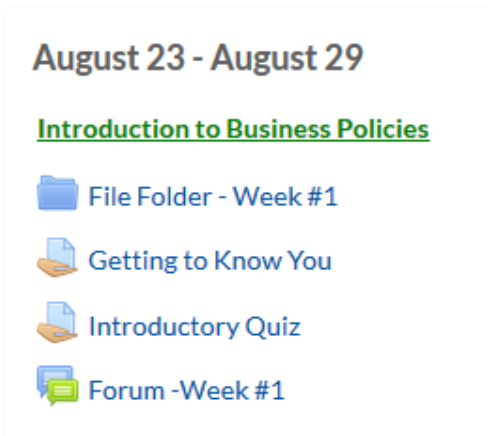 August 23 - August 29
Introduction to Business Policies
File Folder - Week #1
Getting to Know You
Introductory Quiz
Forum -Week #1